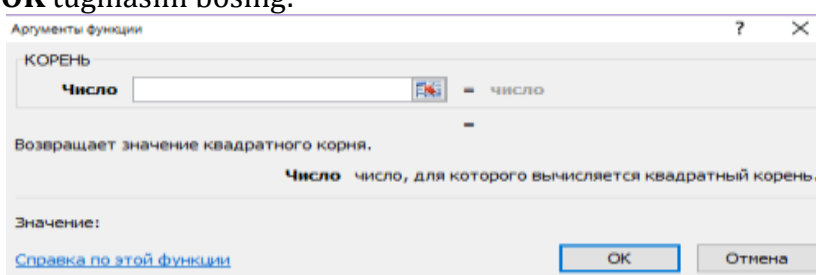 OK tugmasini bosing.
Аргументы функции ? ×
КОРЕНЬ
Число = число
=
Возвращает значение квадратного корня.
Число число, для которого вычисляется квадратный корень.
Значение:
Справка по этой функции OK Отмена